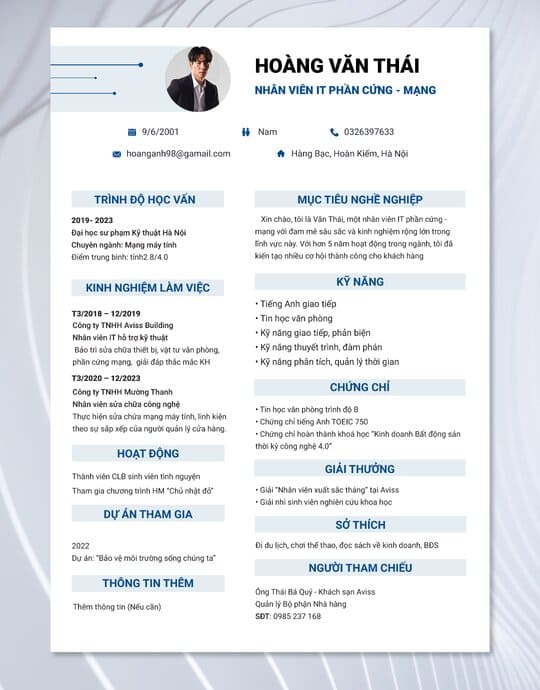 HOÀNG VĂN THÁI
NHÂN VIÊN IT PHẦN CỨNG - MẠNG
9/6/2001
Nam
0326397633
hoanganh98@gamail.com
Hàng Bạc, Hoàn Kiếm, Hà Nội
TRÌNH ĐỘ HỌC VẤN
2019- 2023
Đại học sư phạm Kỹ thuật Hà Nội
Chuyên ngành: Mạng máy tính
Điểm trung bình: tính2.8/4.0
KINH NGHIỆM LÀM VIỆC
T3/2018 – 12/2019
Công ty TNHH Aviss Building
Nhân viên IT hỗ trợ kỹ thuật
Bảo trì sửa chữa thiết bị, vật tư văn phòng,
phần cứng mạng, giải đáp thắc mắc KH
T3/2020 – 12/2023
Công ty TNHH Mường Thanh
Nhân viên sửa chữa công nghệ
Thực hiện sửa chửa mạng máy tính, linh kiện
theo sự sắp xếp của người quản lý cửa hàng.
HOẠT ĐỘNG
Thành viên CLB sinh viên tình nguyện
Tham gia chương trình HM “Chủ nhật đỏ”
DỰ ÁN THAM GIA
2022
Dự án: “Bảo vệ môi trường sống chúng ta”
THÔNG TIN THÊM
Thêm thông tin (Nếu cần)
MỤC TIÊU NGHỀ NGHIỆP
Xin chào, tôi là Văn Thái, một nhân viên IT phần cứng -
mạng với đam mê sâu sắc và kinh nghiệm rộng lớn trong
lĩnh vực này. Với hơn 5 năm hoạt động trong ngành, tôi đã
kiến tạo nhiều cơ hội thành công cho khách hàng
KỸ NĂNG
• Tiếng Anh giao tiếp
• Tin học văn phòng
• Kỹ năng giao tiếp, phản biện
• Kỹ năng thuyết trình, đàm phán
• Kỹ năng phân tích, quản lý thời gian
CHỨNG CHỈ
• Tin học văn phòng trình độ B
• Chứng chỉ tiếng Anh TOEIC 750
• Chứng chỉ hoàn thành khoá học “Kinh doanh Bất động sản
thời kỳ công nghệ 4.0”
GIẢI THƯỞNG
• Giải “Nhân viên xuất sắc tháng” tại Aviss
• Giải nhì sinh viên nghiên cứu khoa học
SỞ THÍCH
Đi du lịch, chơi thể thao, đọc sách về kinh doanh, BĐS
NGƯỜI THAM CHIẾU
Ông Thái Bá Quý - Khách sạn Aviss
Quản lý Bộ phận Nhà hàng
SĐT: 0985 237 168